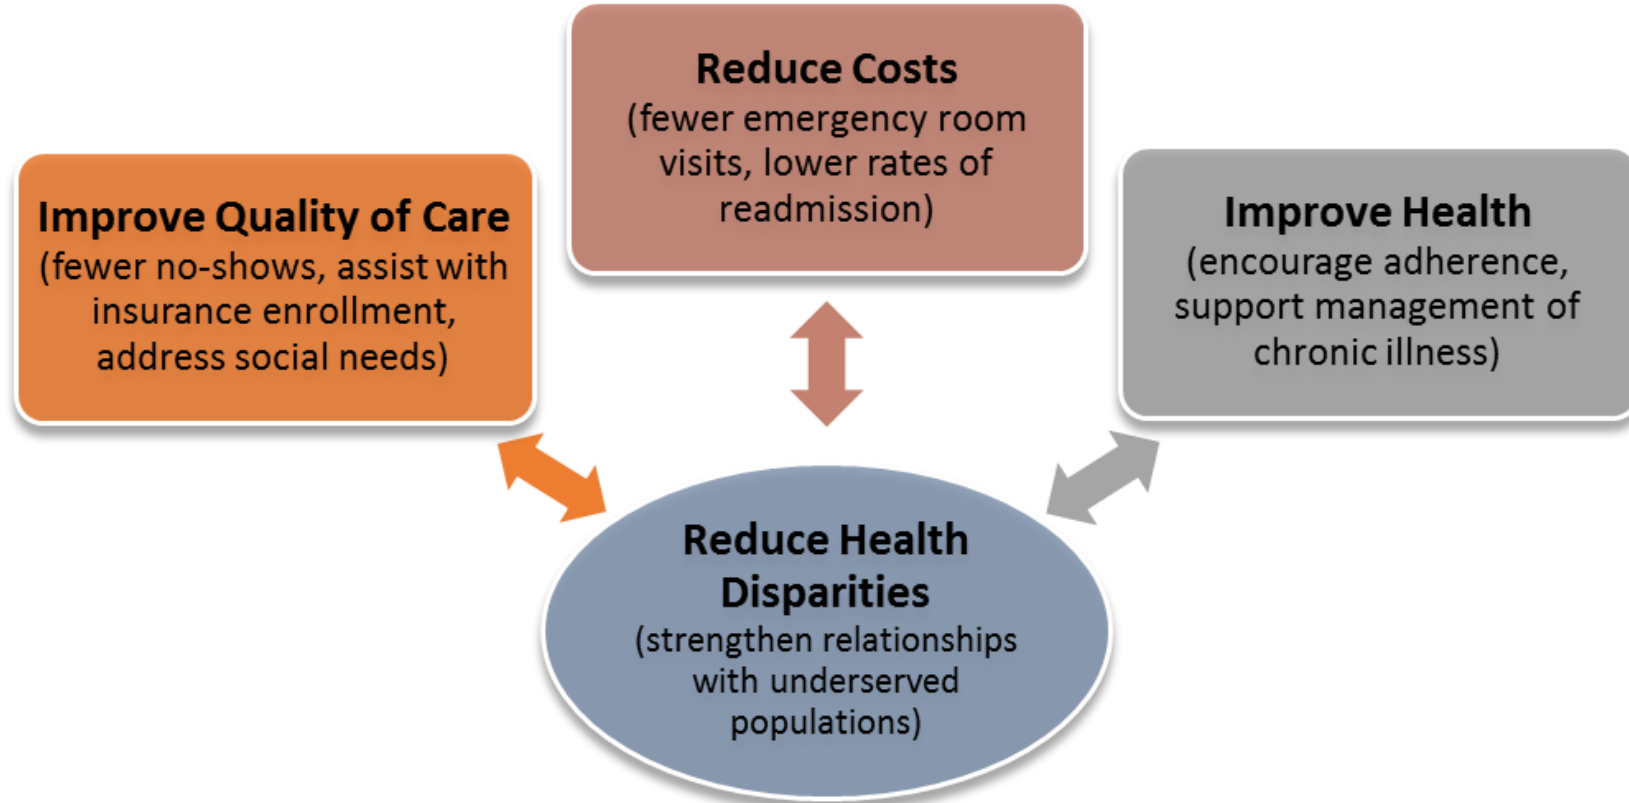 Reduce Costs
(fewer emergency room
visits, lower rates of
readmission)
Improve Quality of Care
(fewer no-shows, assist with
insurance enrollment,
address social needs)
Improve Health
(encourage adherence,
support management of
chronic illness)
Reduce Health
Disparities
(strengthen relationships
with underserved
populations)